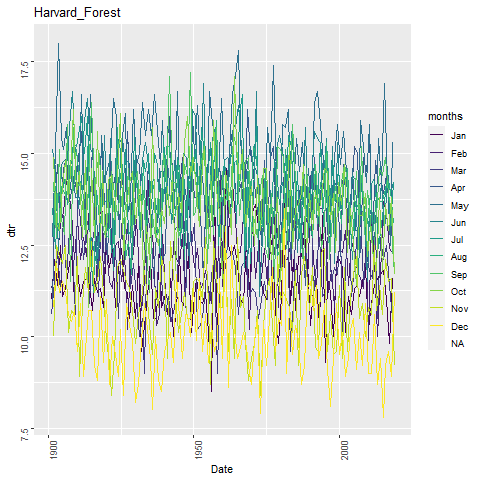 Harvard_Forest
17.5
15.0
12.5
10.0
7.5
dtr
1900
1950
2000
Date
months
Jan
Feb
Mar
Apr
May
Jun
Jul
Aug
Sep
Oct
Nov
Dec
NA